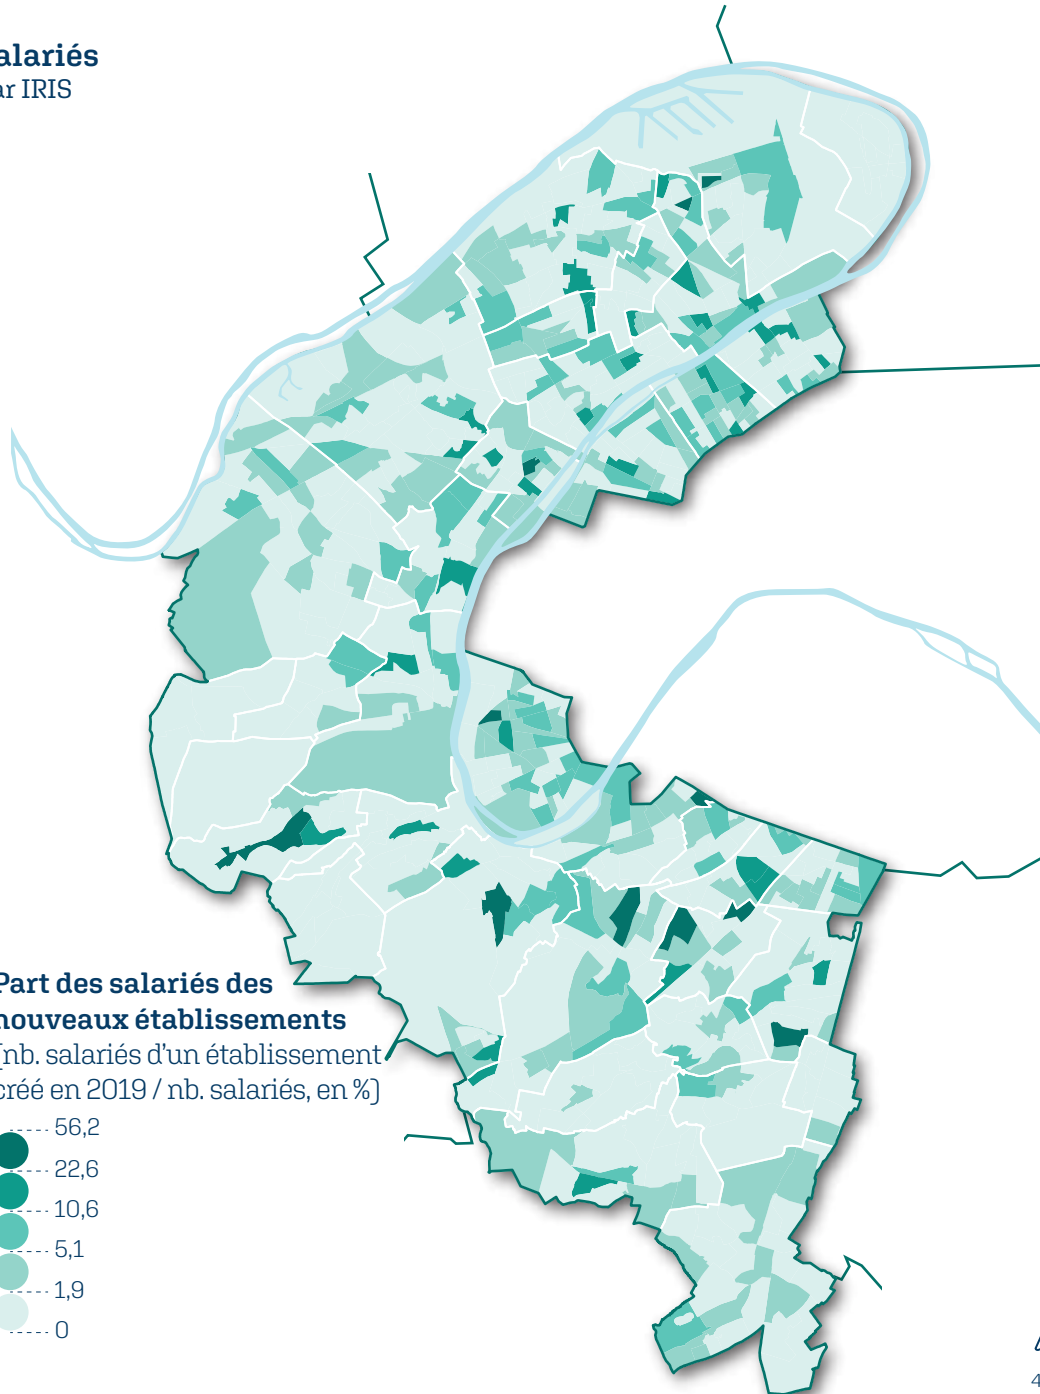 alariés
ar IRIS
Part des salariés des
nouveaux établissements
(nb. salariés d'un établissement
créé en 2019 / nb. salariés, en %)
56,2
22,6
10,6
5,1
1,9
0
4